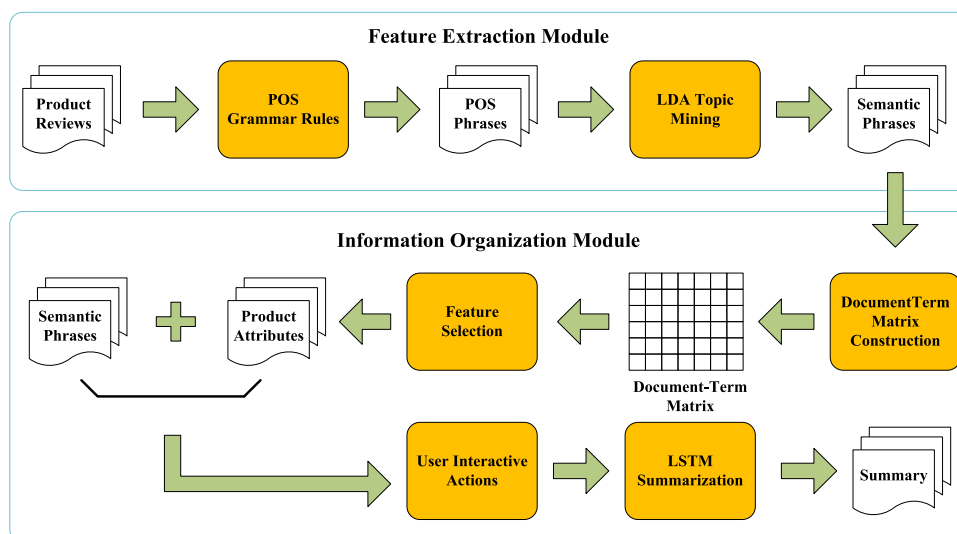 Feature Extraction Module
Product
Reviews
POS
Grammar Rules
POS
Phrases
LDA Topic
Mining
Semantic
Phrases
Information Organization Module
Semantic
Phrases
Product
Attributes
Feature
Selection
Document-Term
Matrix
DocumentTerm
Matrix
Construction
User Interactive
Actions
LSTM
Summarization
Summary